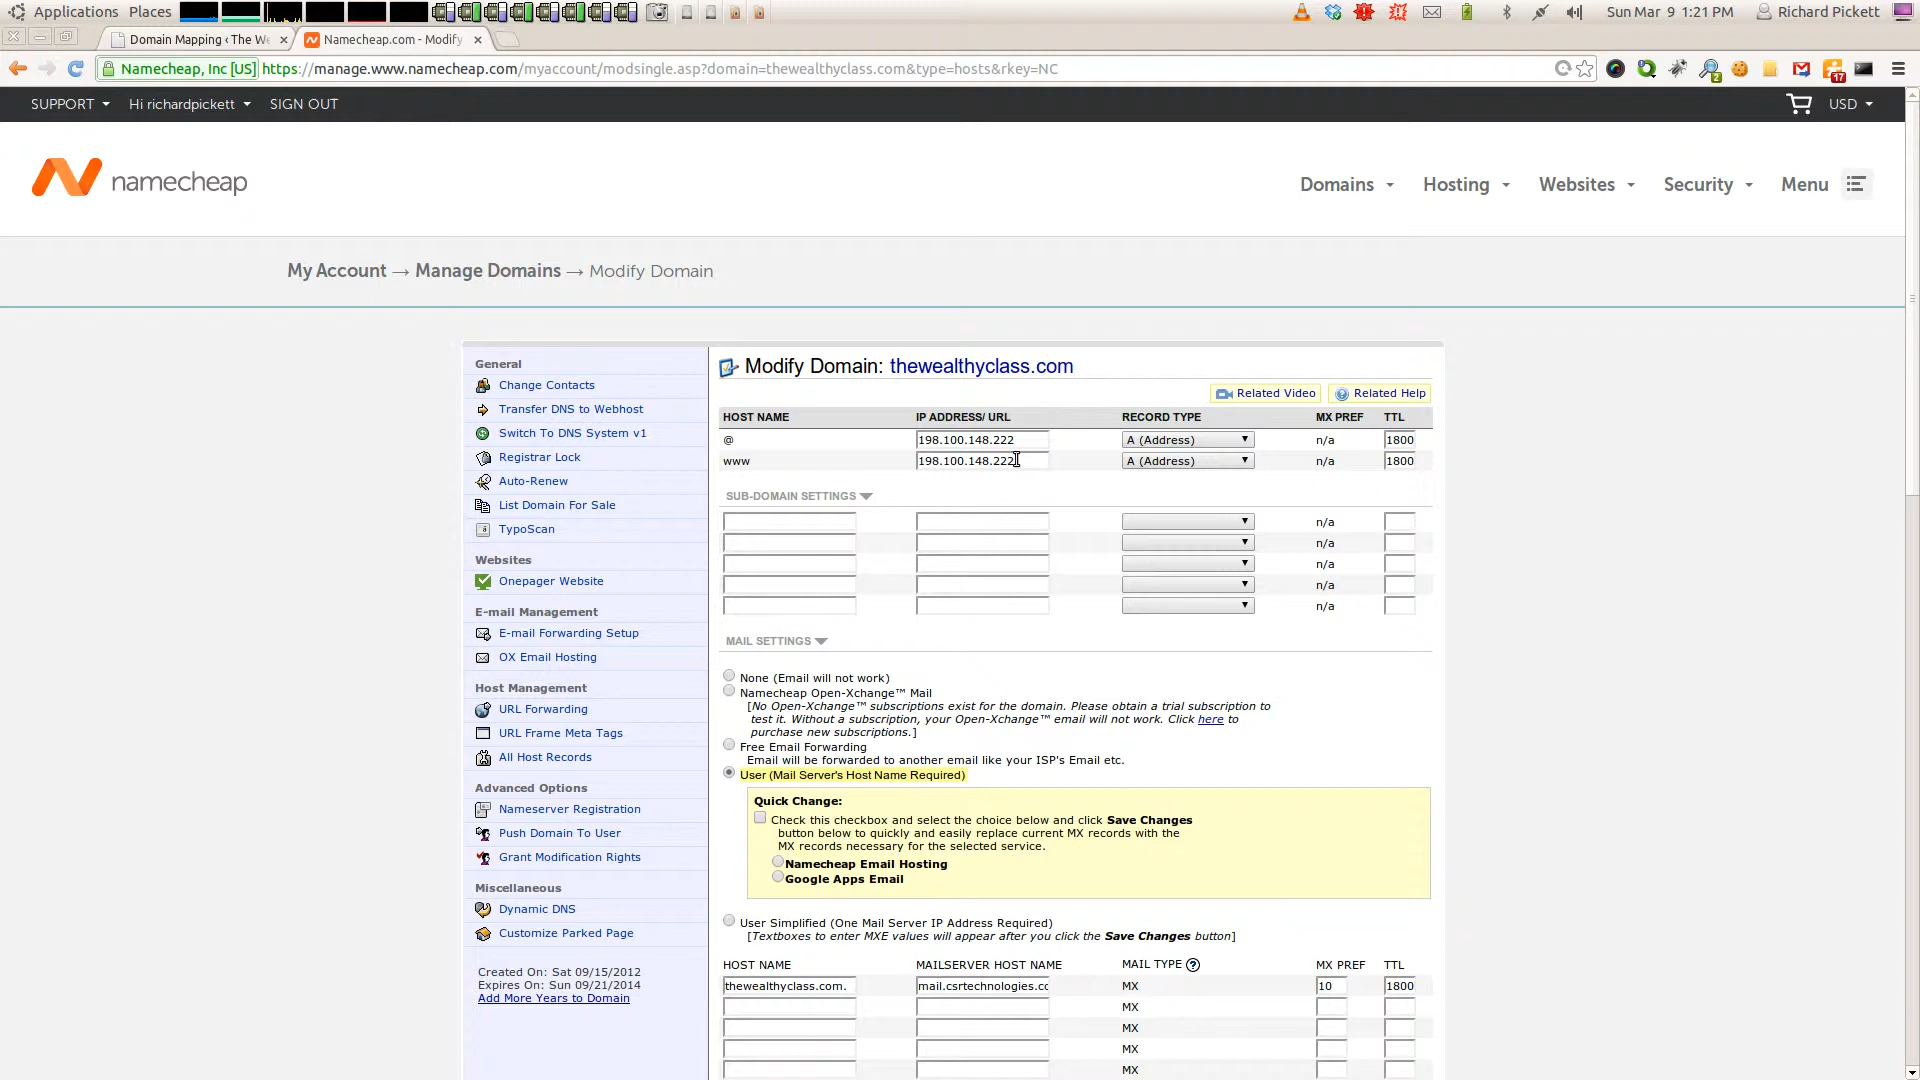 Applications Places Sun Mar 9 1:21 PM Richard Pickett
Domain Mapping ‹ The W Namecheap.com - Modify
Namecheap, Inc [US] https://manage.www.namecheap.com/myaccount/modsingle.asp?domain=thewealthyclass.com&type=hosts&rkey=NC 2 17
SUPPORT Hi richardpickett SIGN OUT USD
namecheap Domains Hosting Websites Security Menu
My Account → Manage Domains → Modify Domain
General
Change Contacts
Transfer DNS to Webhost
Switch To DNS System v1
Registrar Lock
Auto-Renew
List Domain For Sale
TypoScan
Websites
Onepager Website
E-mail Management
E-mail Forwarding Setup
OX Email Hosting
Host Management
URL Forwarding
URL Frame Meta Tags
All Host Records
Advanced Options
Nameserver Registration
Push Domain To User
Grant Modification Rights
Miscellaneous
Dynamic DNS
Customize Parked Page
Created On: Sat 09/15/2012
Expires On: Sun 09/21/2014
Add More Years to Domain
Modify Domain: thewealthyclass.com
Related Video Related Help
HOST NAME IP ADDRESS/ URL RECORD TYPE MX PREF TTL
@ 198.100.148.222 A (Address) n/a 1800
www 198.100.148.222 A (Address) n/a 1800
SUB-DOMAIN SETTINGS
n/a
n/a
n/a
n/a
n/a
MAIL SETTINGS
None (Email will not work)
Namecheap Open-Xchange™ Mail
[No Open-Xchange™ subscriptions exist for the domain. Please obtain a trial subscription to
test it. Without a subscription, your Open-Xchange™ email will not work. Click here to
purchase new subscriptions.]
Free Email Forwarding
Email will be forwarded to another email like your ISP's Email etc.
User (Mail Server's Host Name Required)
Quick Change:
Check this checkbox and select the choice below and click Save Changes
button below to quickly and easily replace current MX records with the
MX records necessary for the selected service.
Namecheap Email Hosting
Google Apps Email
User Simplified (One Mail Server IP Address Required)
[Textboxes to enter MXE values will appear after you click the Save Changes button]
HOST NAME MAILSERVER HOST NAME MAIL TYPE ? MX PREF TTL
thewealthyclass.com. mail.csrtechnologies.cc MX 10 1800
MX
MX
MX
MX